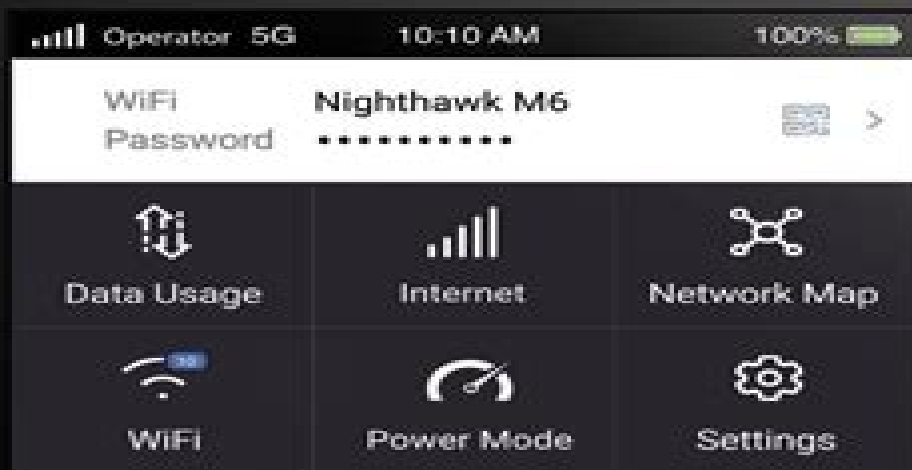 Operator 5G 10:10 AM 100%
WiFi Nighthawk M6
Password ••••••••••
Data Usage Internet Network Map
WiFi Power Mode Settings